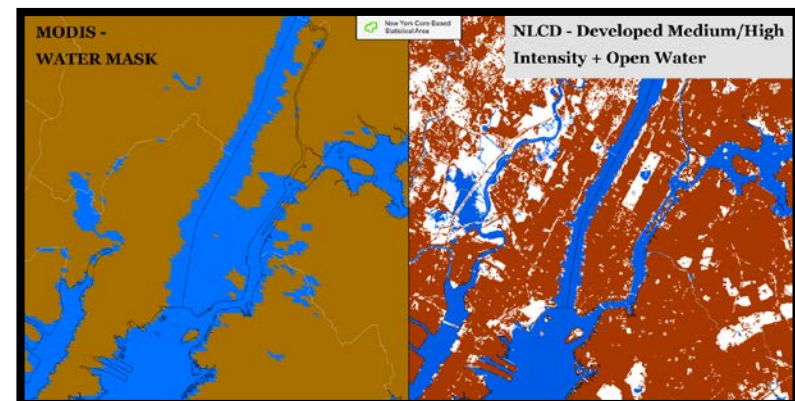 MODIS -
WATER MASK
New York Core-Based
Statistical Area
NLCD - Developed Medium/High
Intensity + Open Water